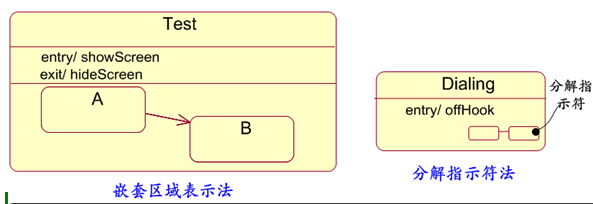 Test
entry/ showScreen
exit/ hideScreen
A
B
嵌套区域表示法
Dialing
entry/ offHook
分解指
示符
分解指示符法